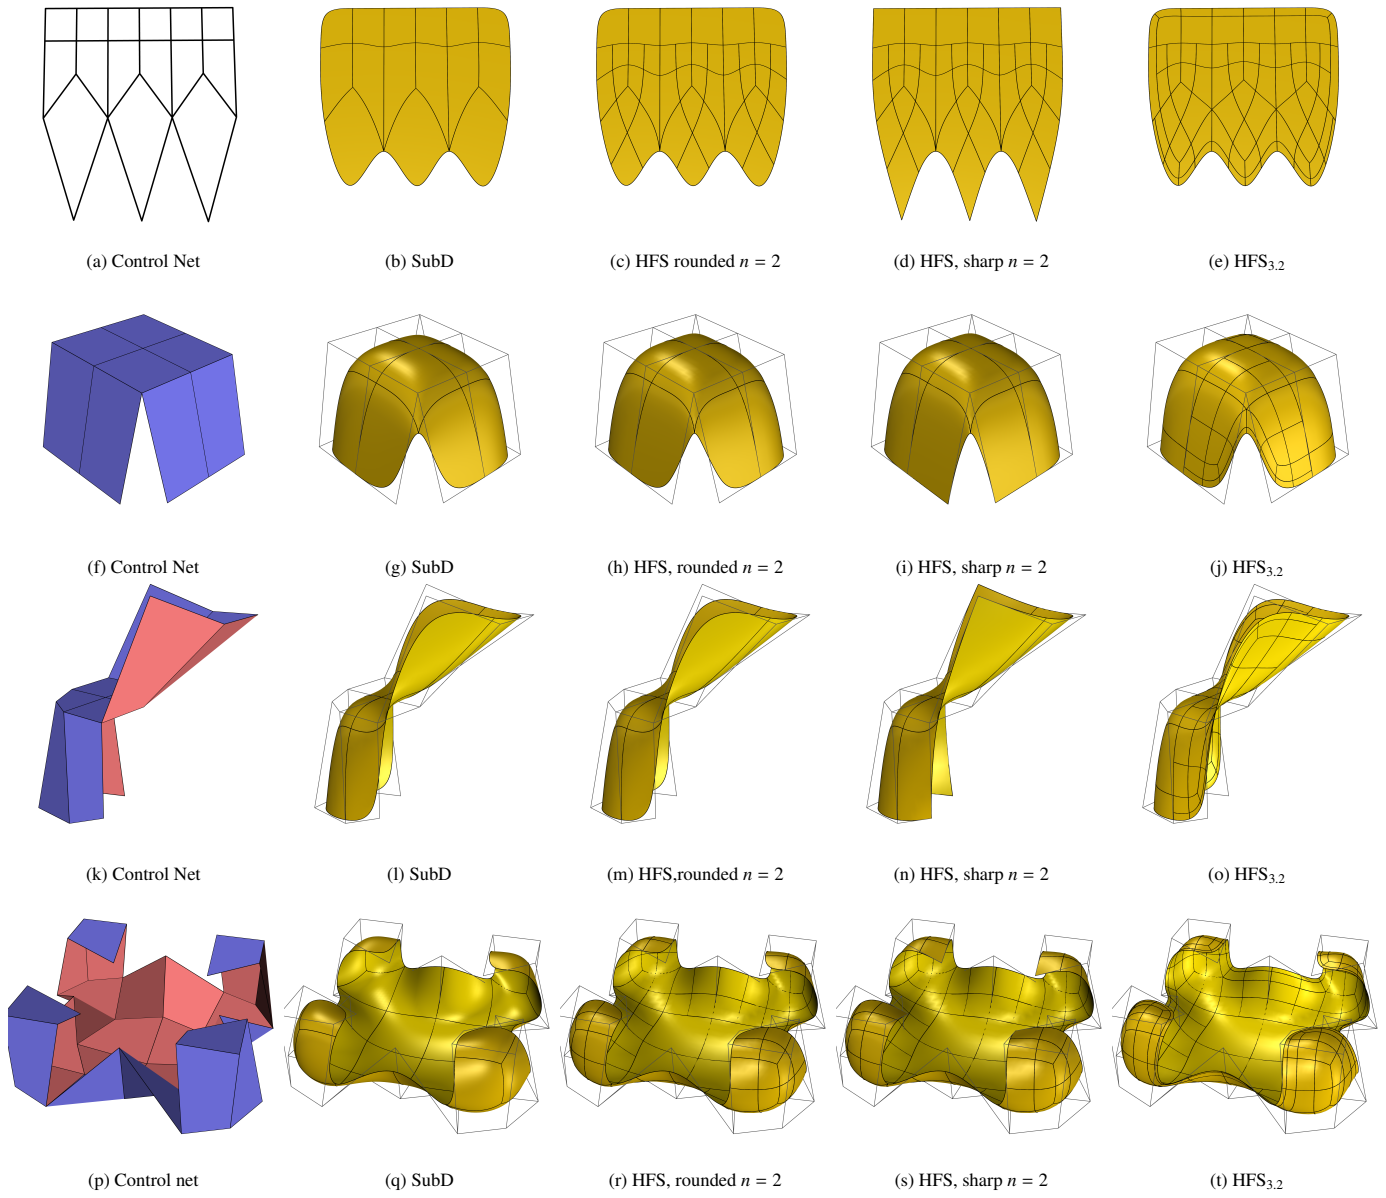 (a) Control Net
(b) SubD
(c) HFS rounded n = 2
(d) HFS, sharp n = 2
(e) HFS3.2
(f) Control Net
(g) SubD
(h) HFS, rounded n = 2
(i) HFS, sharp n = 2
(j) HFS3.2
(k) Control Net
(l) SubD
(m) HFS,rounded n = 2
(n) HFS, sharp n = 2
(o) HFS3.2
(p) Control net
(q) SubD
(r) HFS, rounded n = 2
(s) HFS, sharp n = 2
(t) HFS3.2